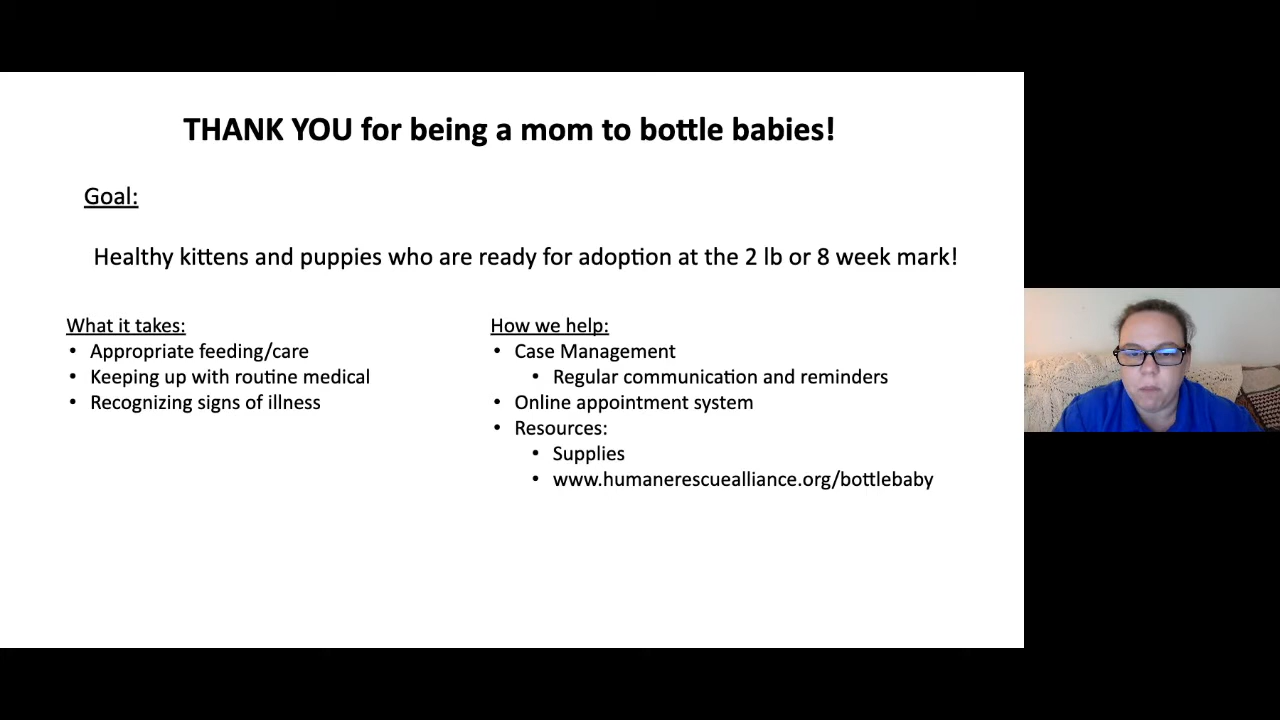 THANK YOU for being a mom to bottle babies!
Goal:
Healthy kittens and puppies who are ready for adoption at the 2 lb or 8 week mark!
What it takes:
• Appropriate feeding/care
• Keeping up with routine medical
• Recognizing signs of illness
How we help:
• Case Management
• Regular communication and reminders
• Online appointment system
• Resources:
• Supplies
• www.humanerescuealliance.org/bottlebaby